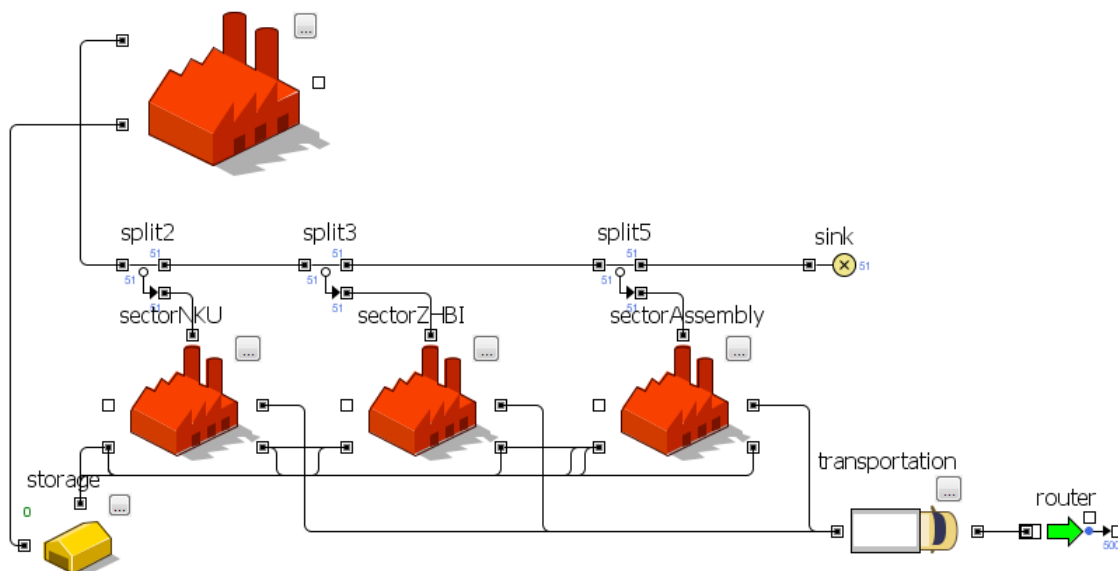 ...
split2
split3
split5
sink
51
51
51
51
51
51
51
51
51
51
sectorNKU
sectorZHBI
sectorAssembly
...
...
...
transportation
storage
...
...
router
0
500